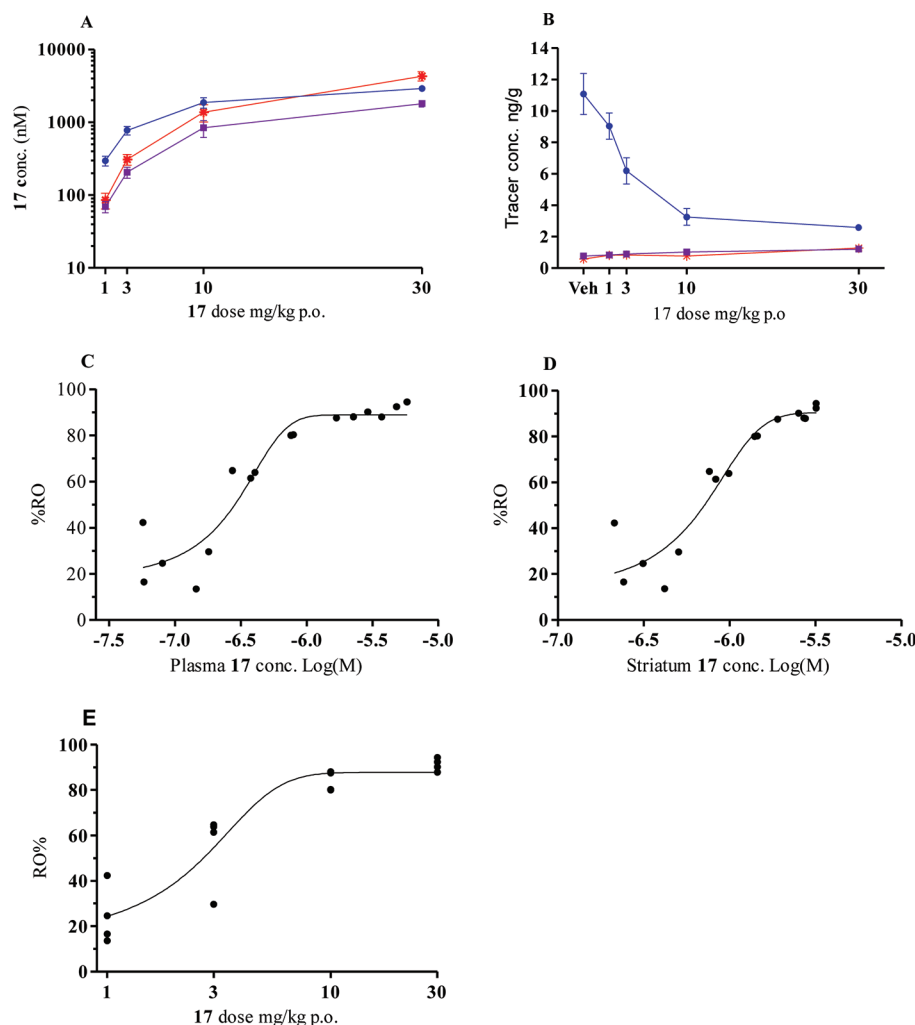 A
17 conc. (nM)
10000
1000
100
10
1 3 10 30
17 dose mg/kg p.o.
B
Tracer conc. ng/g
14
12
10
8
6
4
2
0
Veh 1 3 10 30
17 dose mg/kg p.o
C
%RO
100
80
60
40
20
0
-7.5 -7.0 -6.5 -6.0 -5.5 -5.0
Plasma 17 conc. Log(M)
D
%RO
100
80
60
40
20
0
-7.0 -6.5 -6.0 -5.5 -5.0
Striatum 17 conc. Log(M)
E
RO%
100
80
60
40
20
0
1 3 10 30
17 dose mg/kg p.o.